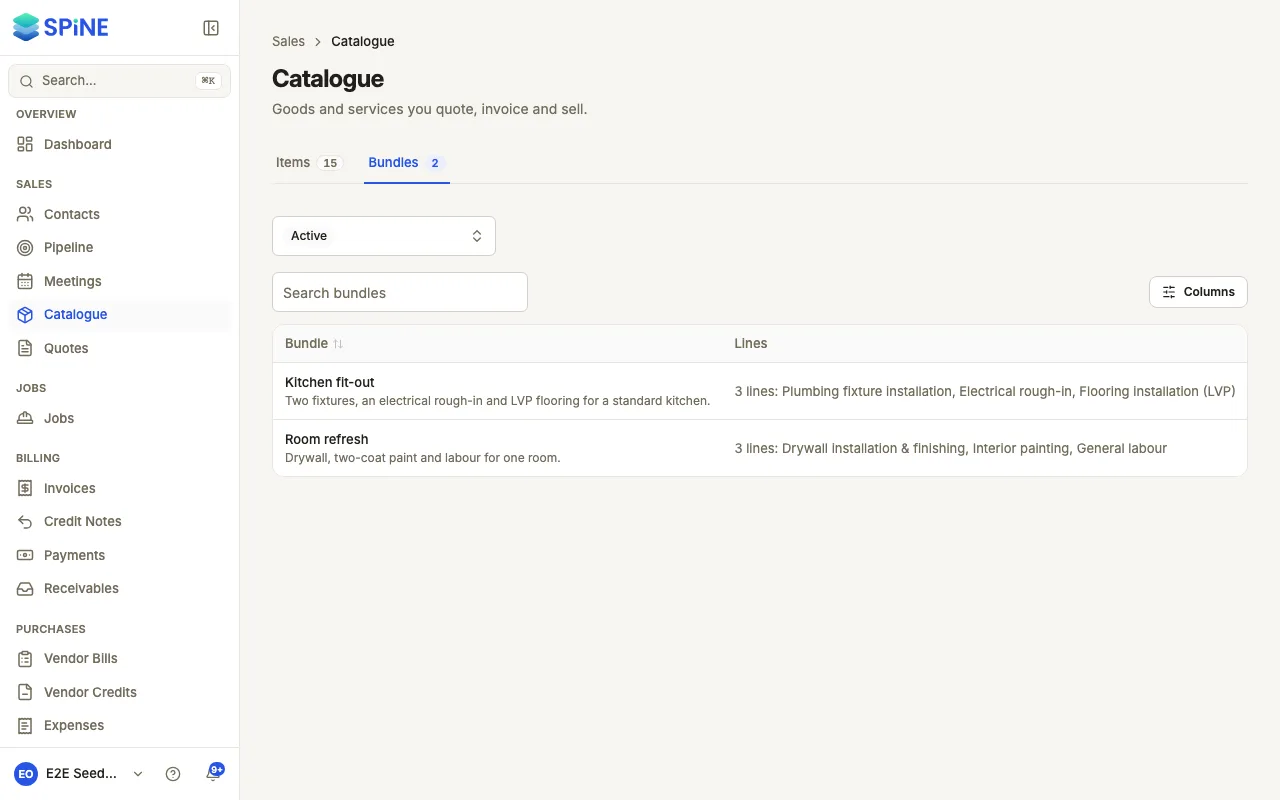 SPiNE
Search... ⌘K
OVERVIEW
Dashboard
SALES
Contacts
Pipeline
Meetings
Catalogue
Quotes
JOBS
Jobs
BILLING
Invoices
Credit Notes
Payments
Receivables
PURCHASES
Vendor Bills
Vendor Credits
Expenses
EO E2E Seed... 9+
Sales > Catalogue
Catalogue
Goods and services you quote, invoice and sell.
Items 15 Bundles 2
Active
Search bundles
Columns
Bundle Lines
Kitchen fit-out
Two fixtures, an electrical rough-in and LVP flooring for a standard kitchen.
3 lines: Plumbing fixture installation, Electrical rough-in, Flooring installation (LVP)
Room refresh
Drywall, two-coat paint and labour for one room.
3 lines: Drywall installation & finishing, Interior painting, General labour